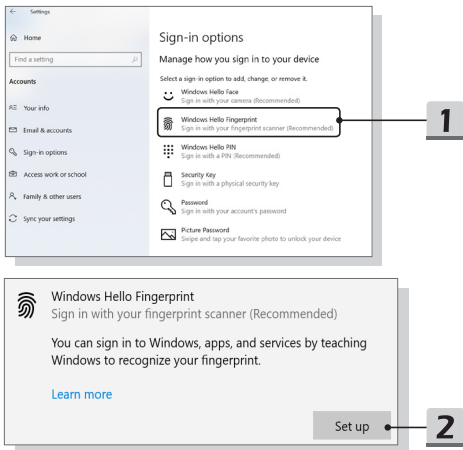 Settings
Home
Sign-in options
Find a setting
Manage how you sign in to your device
Accounts
Select a sign-in option to add, change, or remove it.
Windows Hello Face
Sign in with your camera (Recommended)
Your info
Windows Hello Fingerprint
Sign in with your fingerprint scanner (Recommended)
1
Email & accounts
Windows Hello PIN
Sign in with a PIN (Recommended)
Sign-in options
Security Key
Sign in with a physical security key
Access work or school
Password
Sign in with your account's password
Family & other users
Picture Password
Swipe and tap your favorite photo to unlock your device
Sync your settings
Windows Hello Fingerprint
Sign in with your fingerprint scanner (Recommended)
You can sign in to Windows, apps, and services by teaching
Windows to recognize your fingerprint.
Learn more
Set up
2